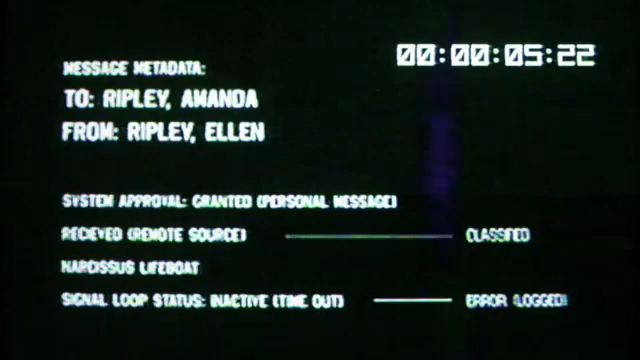 00:00:05:22
MESSAGE METADATA:
TO: RIPLEY, AMANDA
FROM: RIPLEY, ELLEN
SYSTEM APPROVAL: GRANTED (PERSONAL MESSAGE)
RECIEVED (REMOTE SOURCE) CLASSIFIED
NARCISSUS LIFEBOAT
SIGNAL LOOP STATUS: INACTIVE (TIME OUT) ERROR (LOGGED)